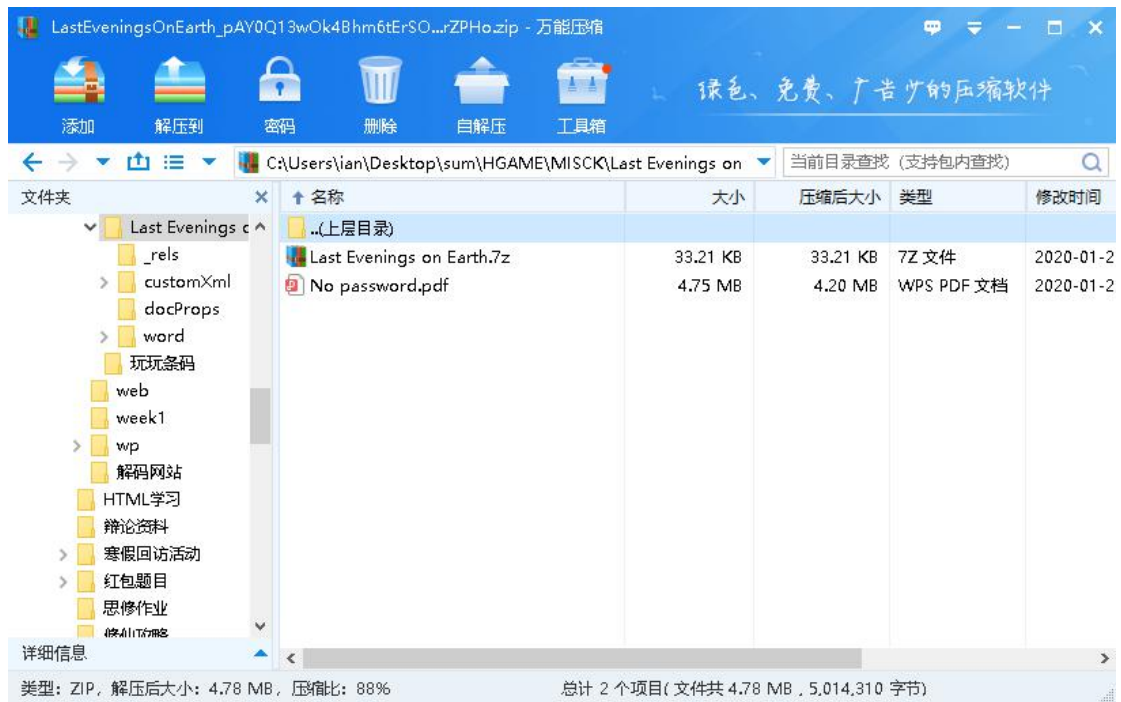 LastEveningsOnEarth_pAY0Q13wOk4Bhm6tErSO...rZPHo.zip - 万能压缩
添加 解压到 密码 删除 自解压 工具箱 绿色、免费、广告少的压缩软件
C:\Users\ian\Desktop\sum\HGAME\MISCK\Last Evenings on 当前目录查找(支持包内查找)
文件夹 名称 大小 压缩后大小 类型 修改时间
Last Evenings c ..(上层目录)
_rels Last Evenings on Earth.7z 33.21 KB 33.21 KB 7Z 文件 2020-01-2
customXml No password.pdf 4.75 MB 4.20 MB WPS PDF 文档 2020-01-2
docProps
word
玩玩条码
web
week1
wp
解码网站
HTML学习
辩论资料
寒假回访活动
红包题目
思修作业
修仙攻略
详细信息
类型: ZIP, 解压后大小: 4.78 MB, 压缩比: 88% 总计 2 个项目(文件共 4.78 MB , 5,014,310 字节)